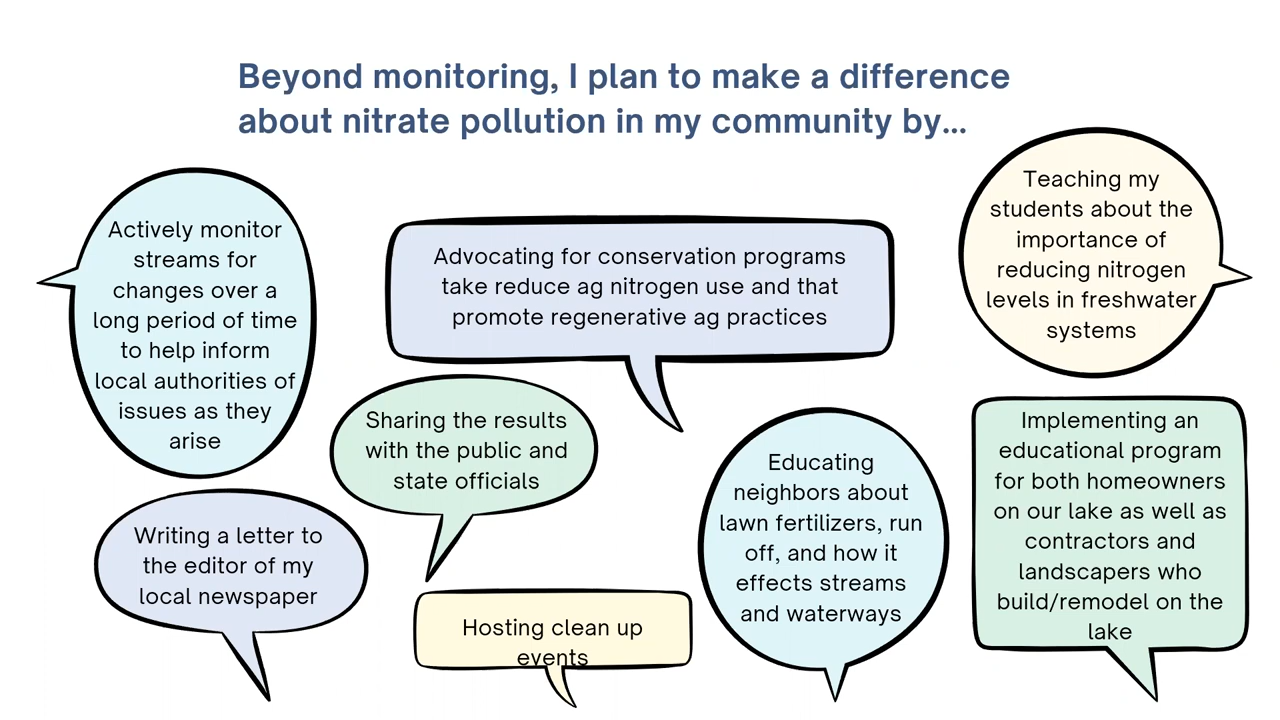 Beyond monitoring, I plan to make a difference
about nitrate pollution in my community by...
Actively monitor
streams for
changes over a
long period of time
to help inform
local authorities of
issues as they
arise
Advocating for conservation programs
take reduce ag nitrogen use and that
promote regenerative ag practices
Teaching my
students about the
importance of
reducing nitrogen
levels in freshwater
systems
Sharing the results
with the public and
state officials
Writing a letter to
the editor of my
local newspaper
Hosting clean up
events
Educating
neighbors about
lawn fertilizers, run
off, and how it
effects streams
and waterways
Implementing an
educational program
for both homeowners
on our lake as well as
contractors and
landscapers who
build/remodel on the
lake